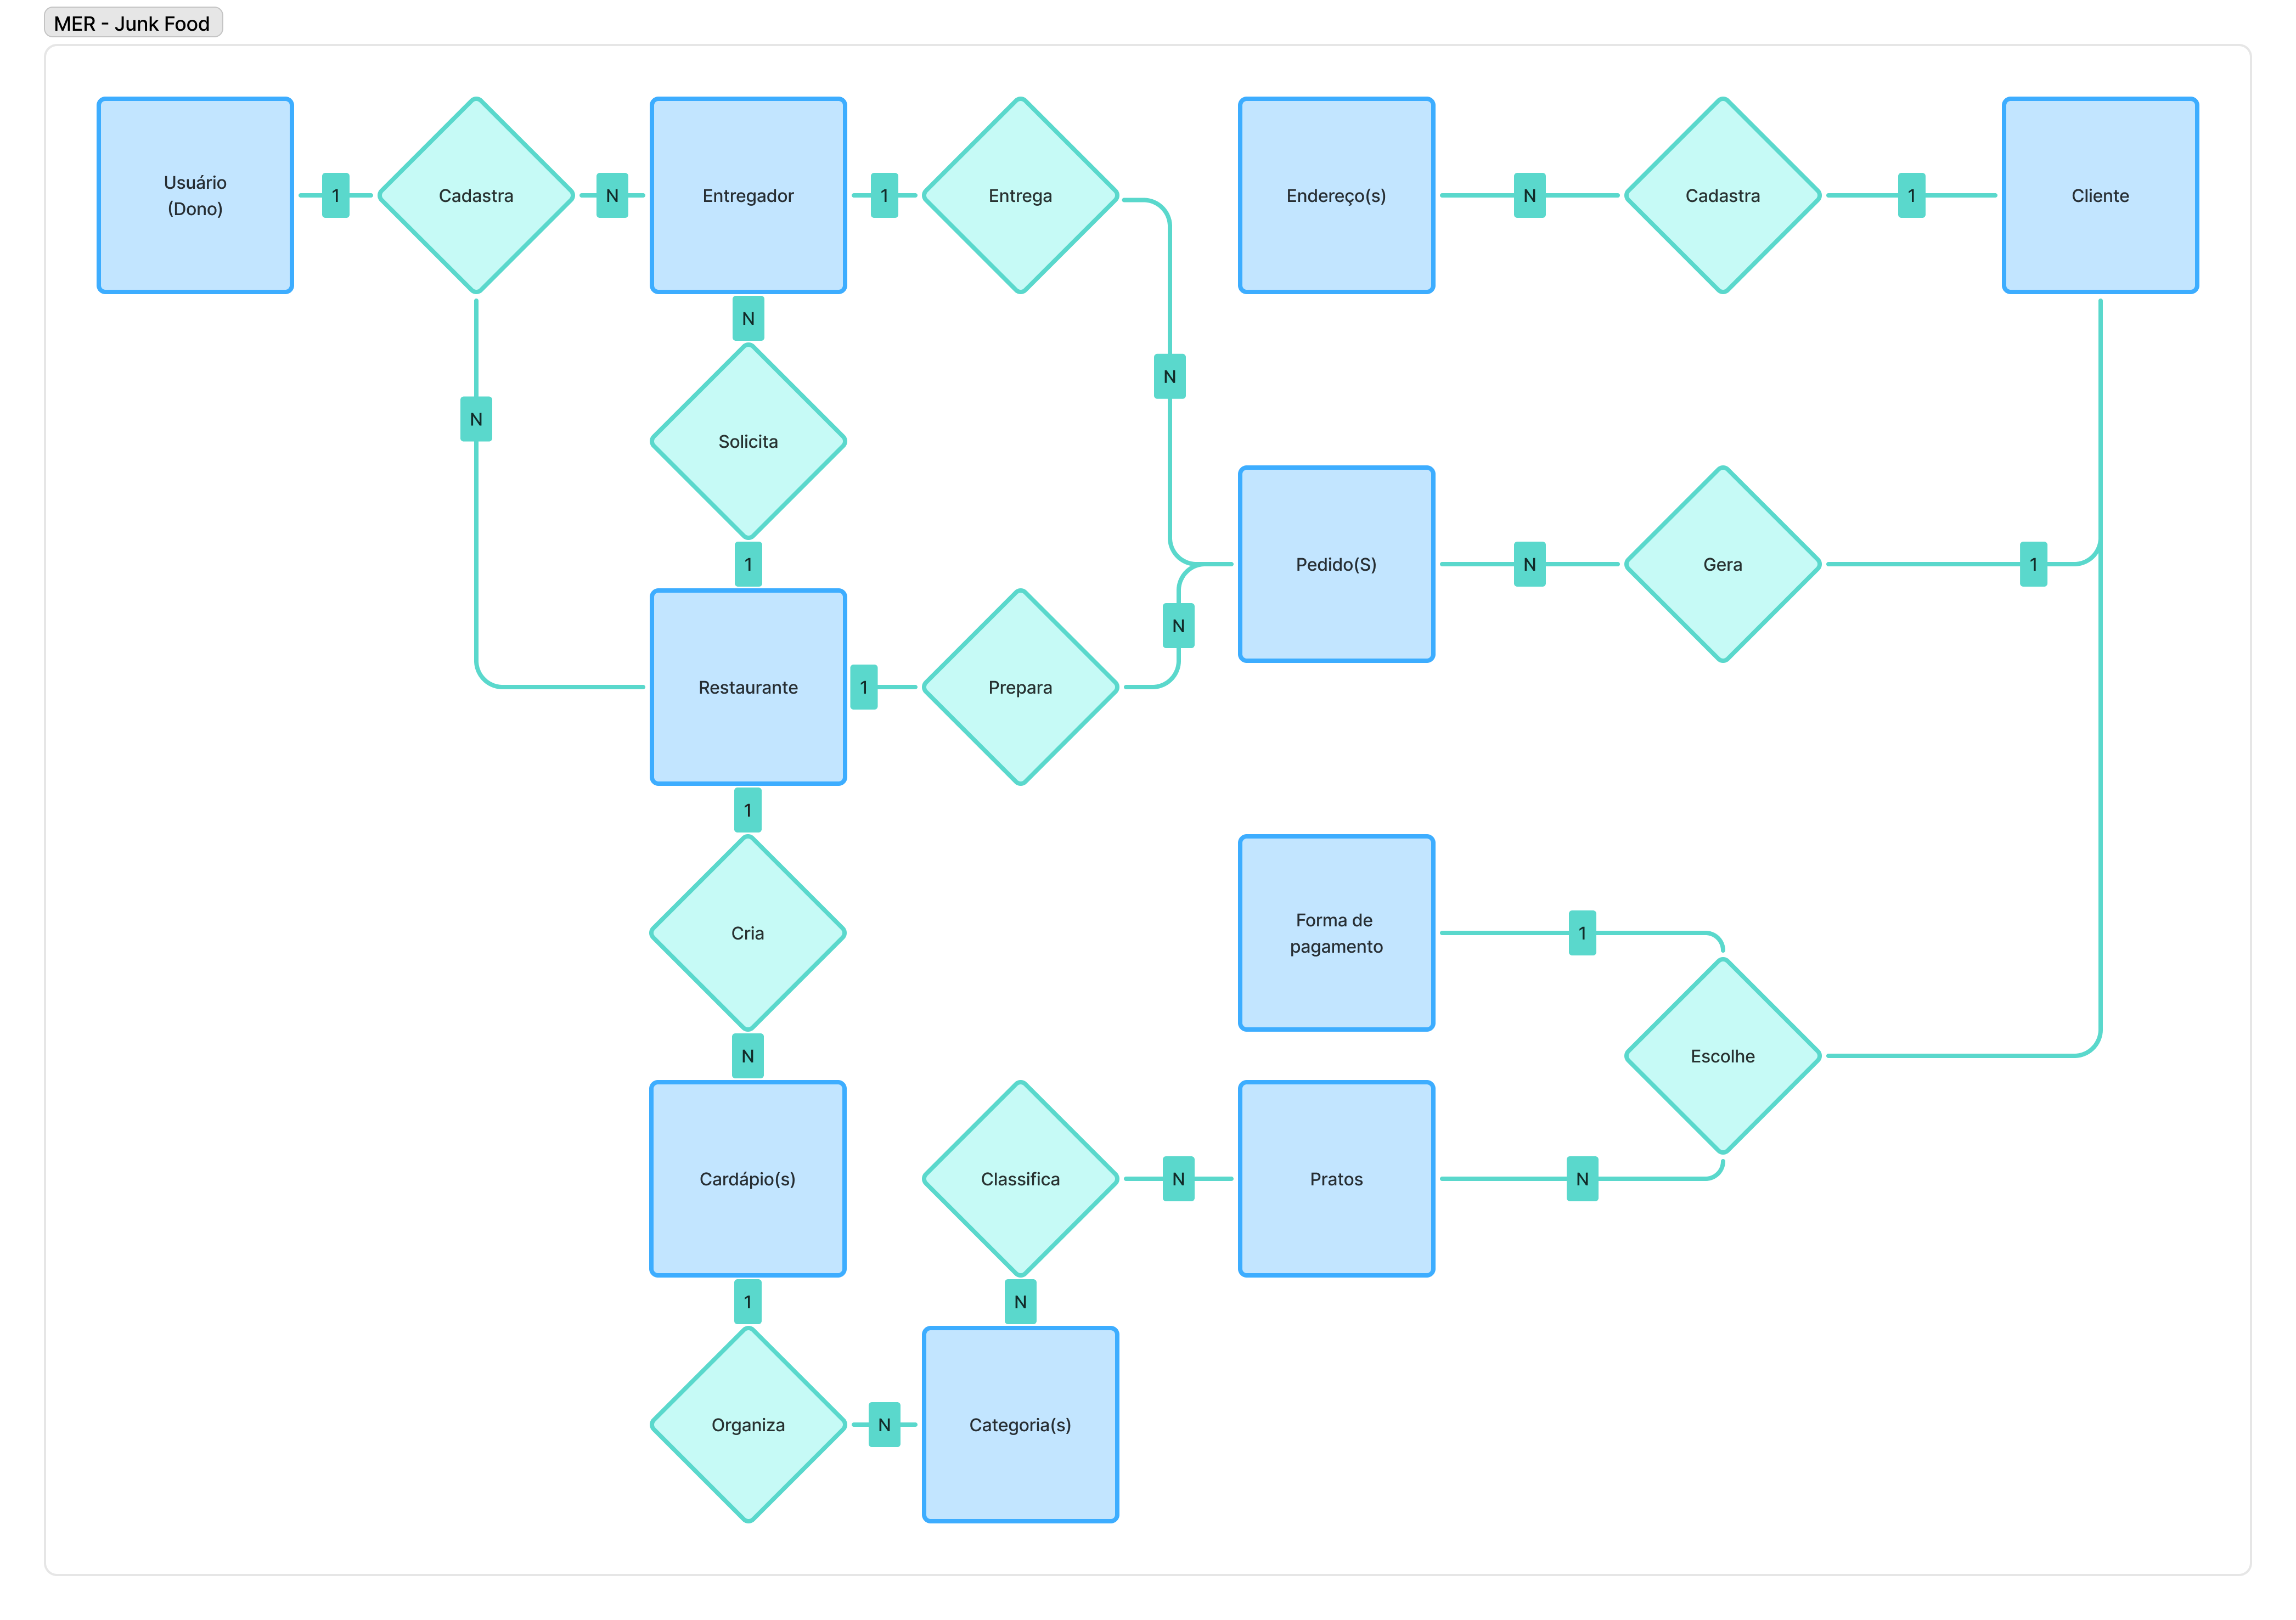 MER - Junk Food
Usuário
(Dono)
1
Cadastra
N
Entregador
1
Entrega
Endereço(s)
N
Cadastra
1
Cliente
N
N
N
Solicita
1
Pedido(S)
N
Gera
1
N
Restaurante
1
Prepara
1
Cria
Forma de
pagamento
1
N
Escolhe
Cardápio(s)
Classifica
N
Pratos
N
1
N
Organiza
N
Categoria(s)